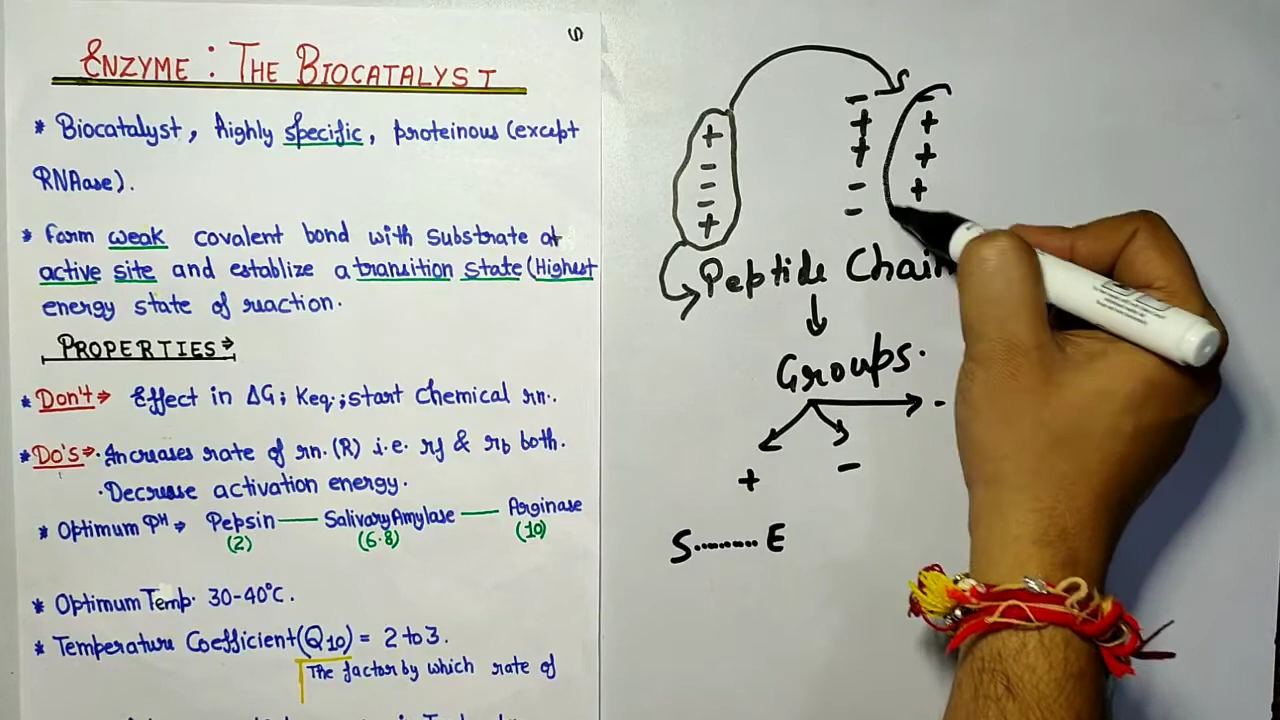 ENZYME : THE BIOCATALYST
* Biocatalyst, highly specific, proteinous (except
RNAase).
* form weak covalent bond with substrate at
active site and establize a transition state (Highest
energy state of reaction.
PROPERTIES→
* Don't⇒ Effect in ΔG; Keq.; start chemical rn..
* Do's⇒ · Increases rate of rn. (R) i.e. rf & rb both.
· Decrease activation energy.
* Optimum PH ⇒ Pepsin — Salivary Amylase — Arginase
(2) (6.8) (10)
* Optimum Temp. 30-40°C.
* Temperature Coefficient (Q10) = 2 to 3.
The factor by which rate of
+ - - - +
- + + - -
- + + +
S
Peptide Chain
↓
Groups.
+ - -
S.........E